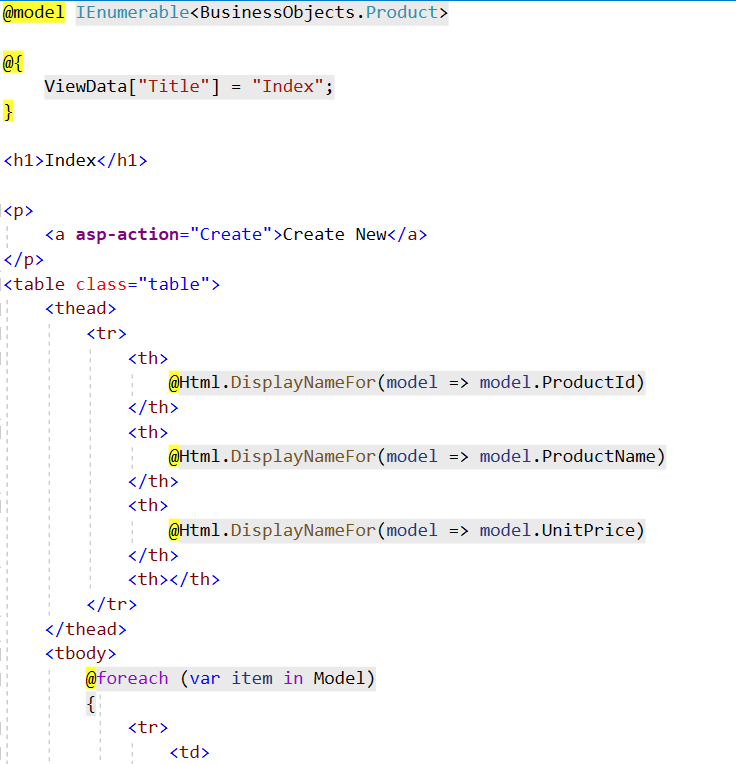 @model IEnumerable<BusinessObjects.Product>
@{
    ViewData["Title"] = "Index";
}
<h1>Index</h1>
<p>
    <a asp-action="Create">Create New</a>
</p>
<table class="table">
    <thead>
        <tr>
            <th>
                @Html.DisplayNameFor(model => model.ProductId)
            </th>
            <th>
                @Html.DisplayNameFor(model => model.ProductName)
            </th>
            <th>
                @Html.DisplayNameFor(model => model.UnitPrice)
            </th>
            <th></th>
        </tr>
    </thead>
    <tbody>
        @foreach (var item in Model)
        {
            <tr>
                <td>